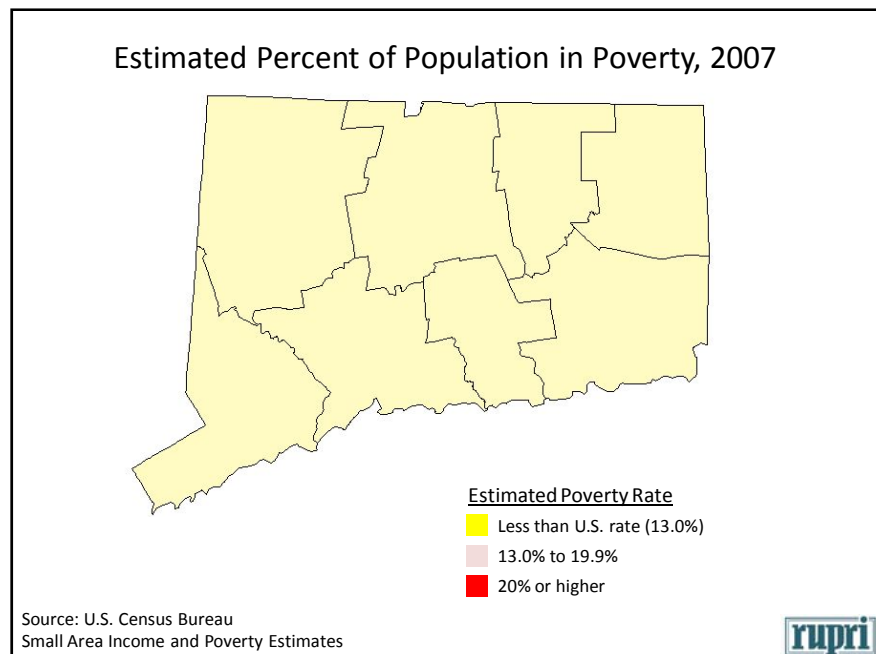 Estimated Percent of Population in Poverty, 2007
Estimated Poverty Rate
Less than U.S. rate (13.0%)
13.0% to 19.9%
20% or higher
Source: U.S. Census Bureau
Small Area Income and Poverty Estimates
rupri